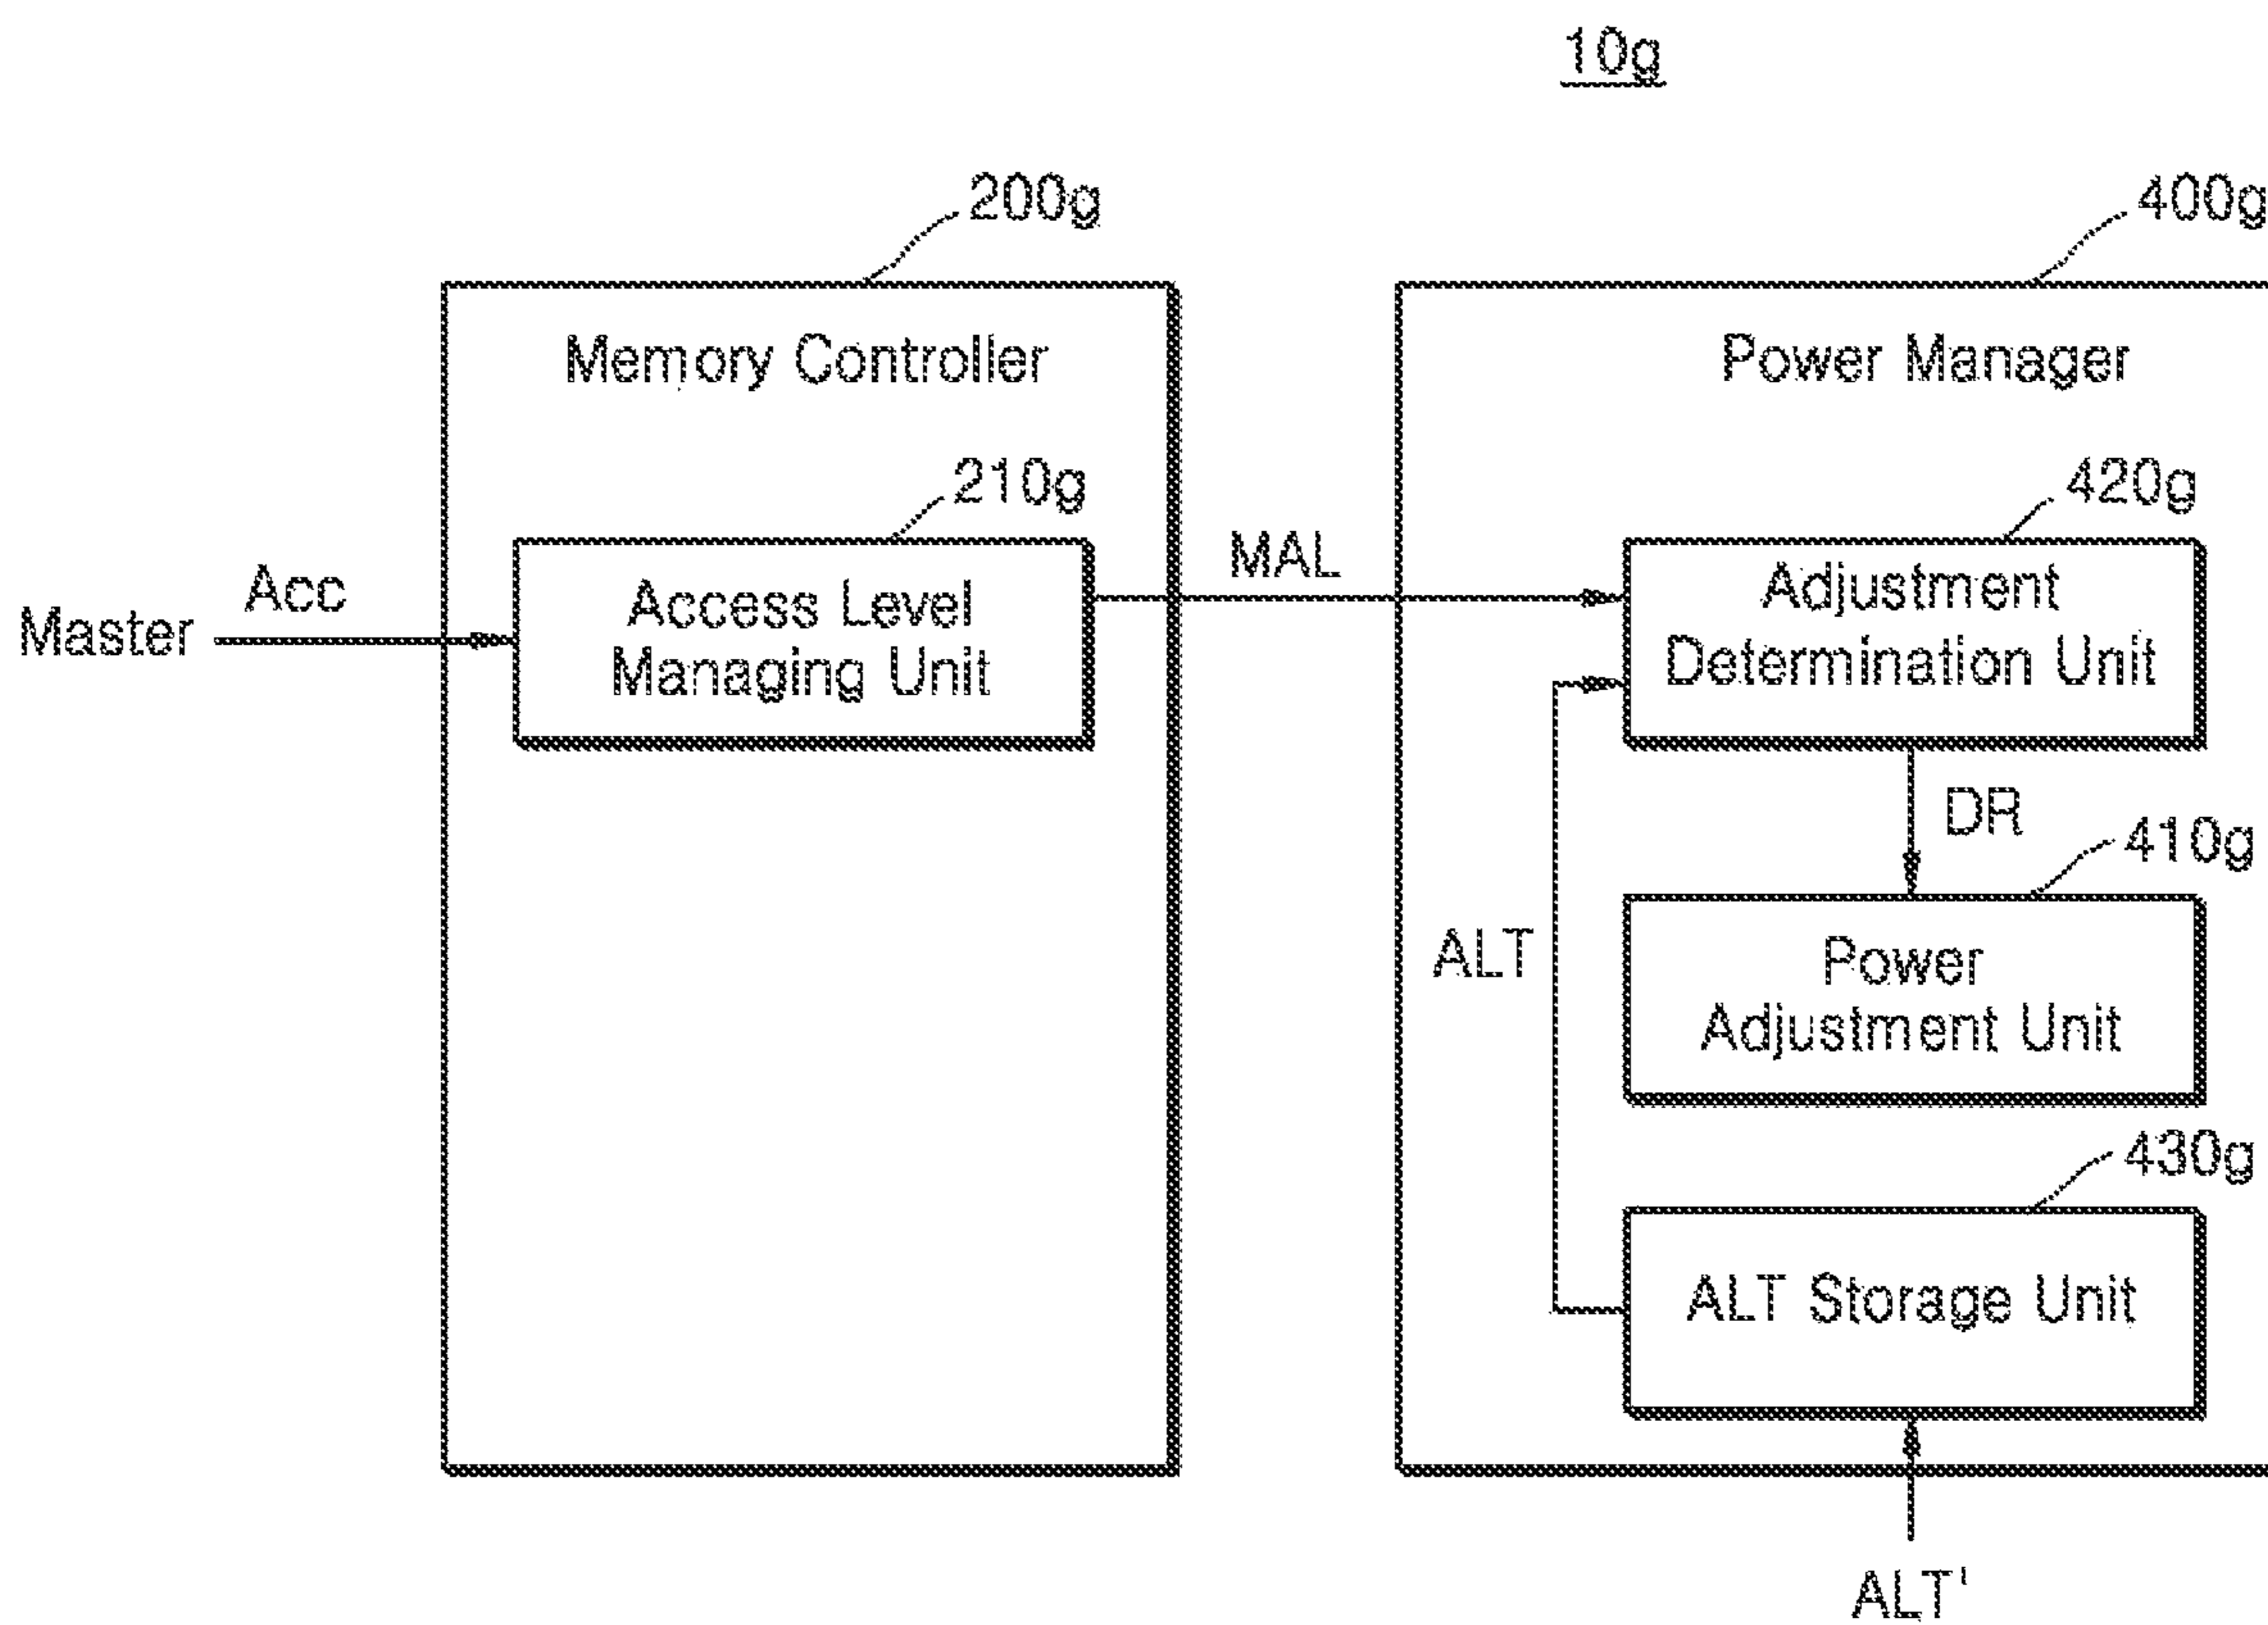 10g
200g
400g
Memory Controller
Power Manager
210g
420g
Master
Acc
Access Level
Managing Unit
MAL
Adjustment
Determination Unit
DR
410g
ALT
Power
Adjustment Unit
430g
ALT Storage Unit
ALT'